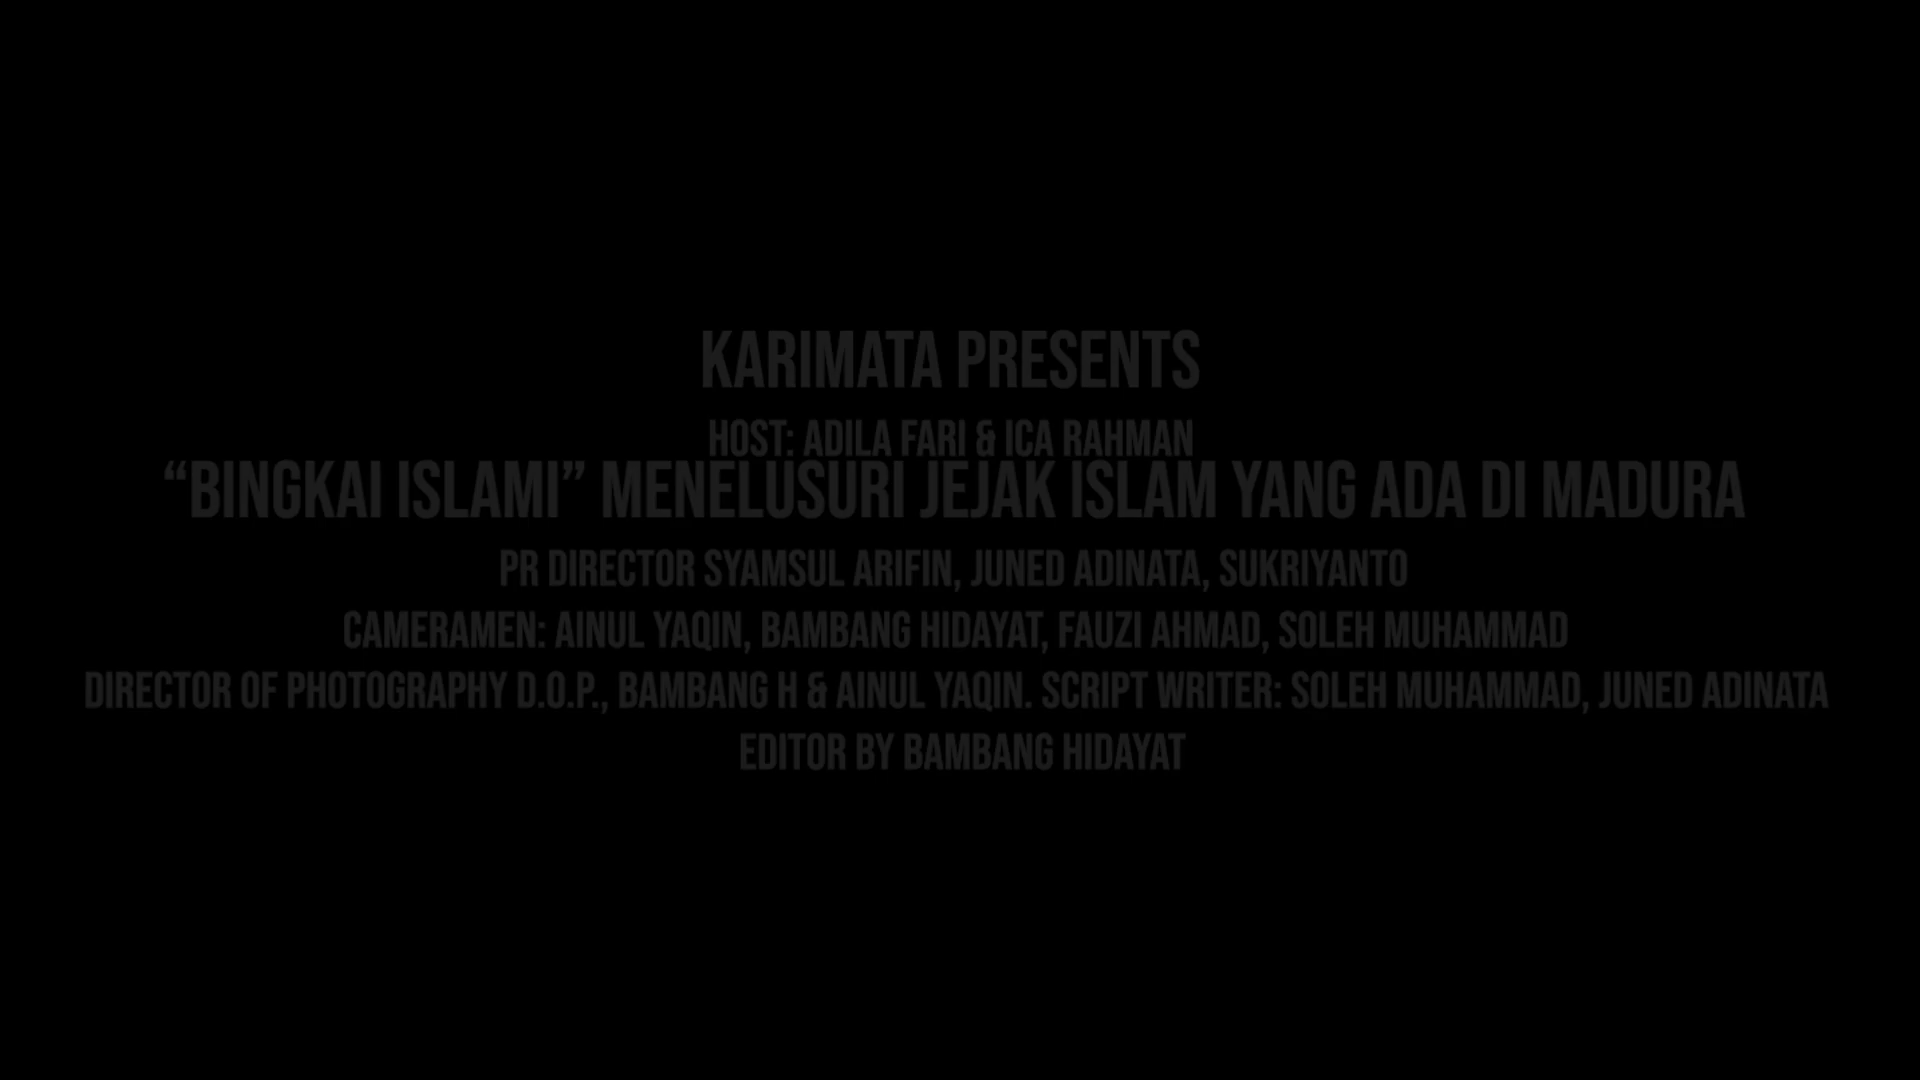 KARIMATA PRESENTS
HOST: ADILA FARI & ICA RAHMAN
“BINGKAI ISLAMI” MENELUSURI JEJAK ISLAM YANG ADA DI MADURA
PR DIRECTOR SYAMSUL ARIFIN, JUNED ADINATA, SUKRIYANTO
CAMERAMEN: AINUL YAQIN, BAMBANG HIDAYAT, FAUZI AHMAD, SOLEH MUHAMMAD
DIRECTOR OF PHOTOGRAPHY D.O.P., BAMBANG H & AINUL YAQIN. SCRIPT WRITER: SOLEH MUHAMMAD, JUNED ADINATA
EDITOR BY BAMBANG HIDAYAT